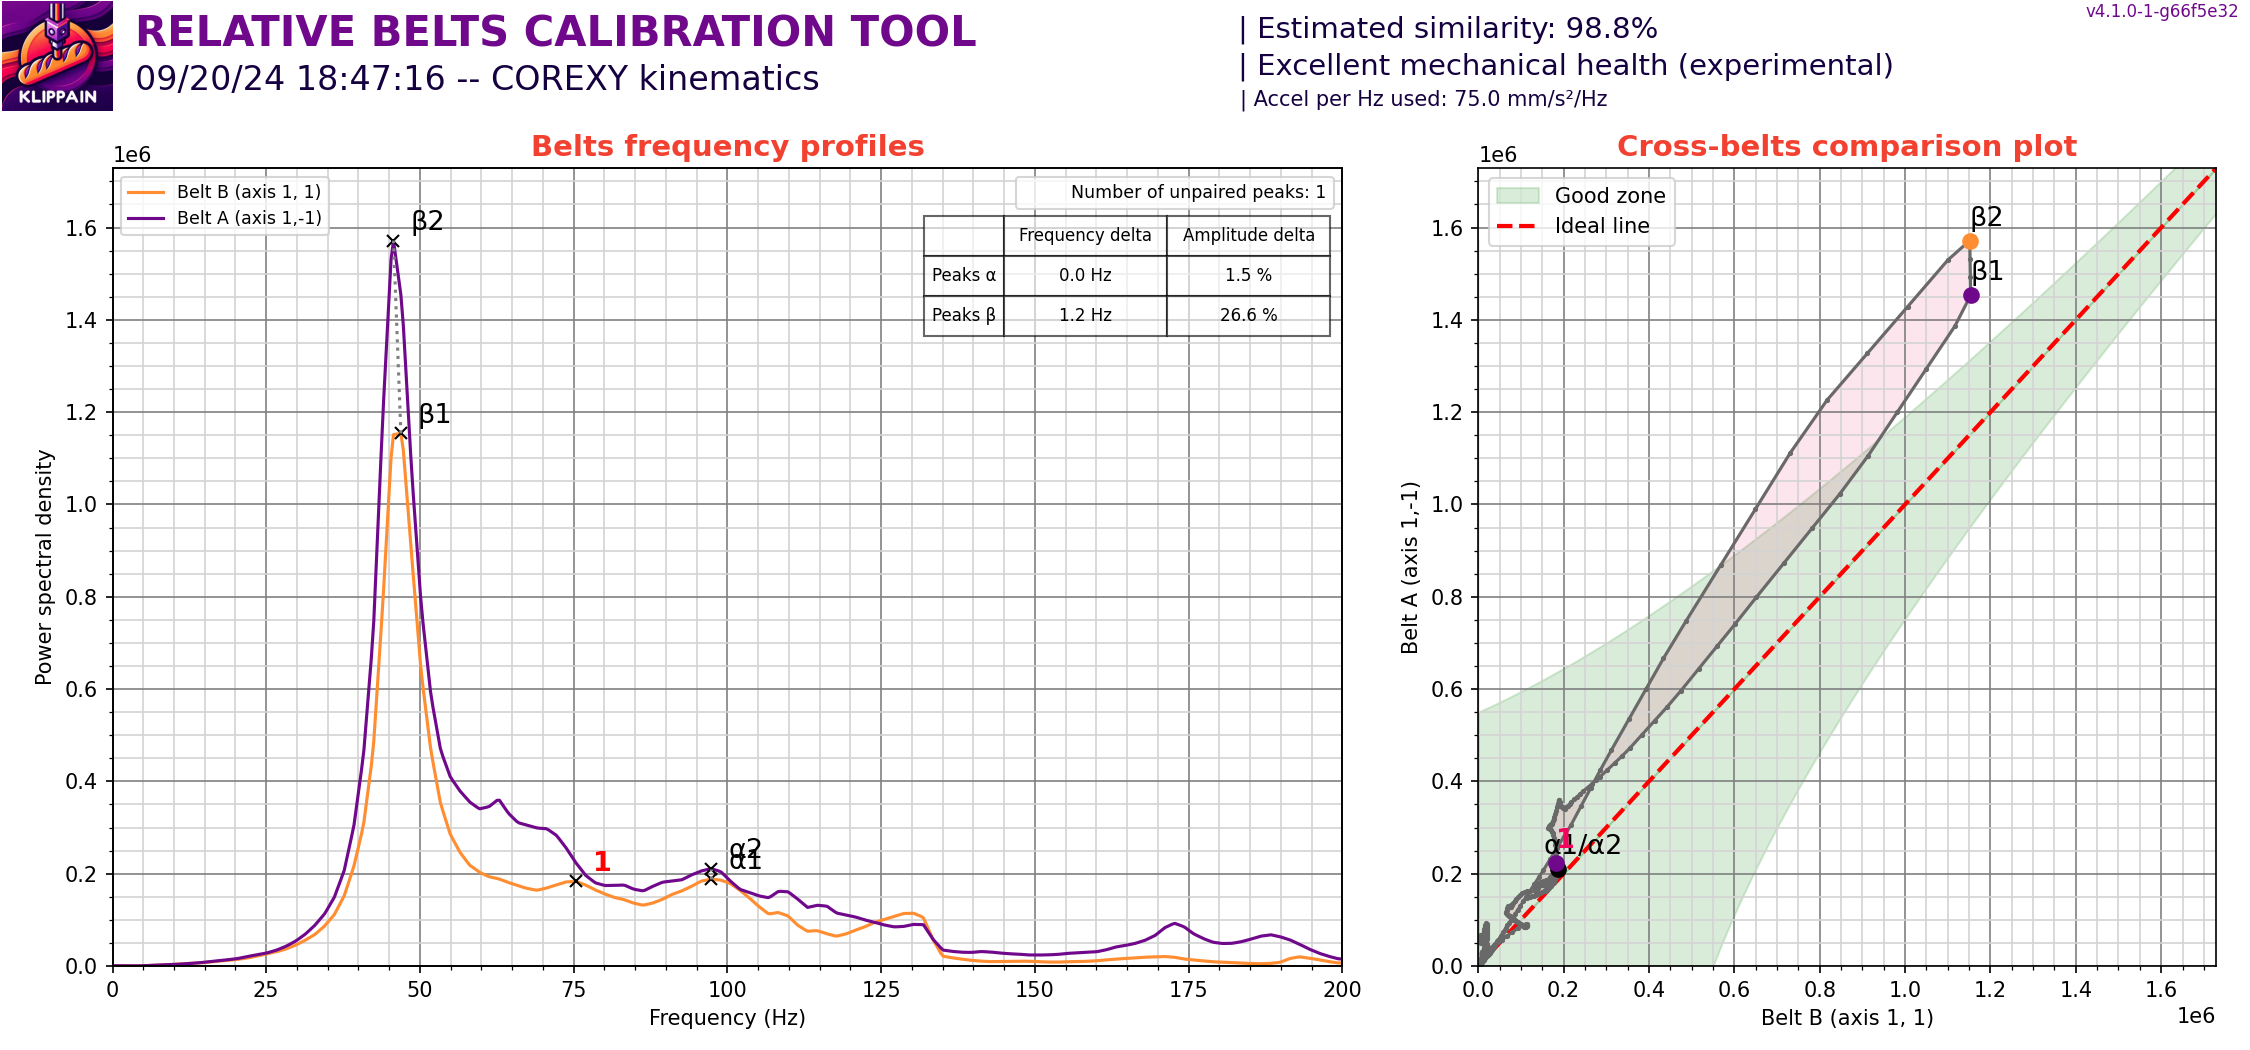 KLIPPAIN
RELATIVE BELTS CALIBRATION TOOL
09/20/24 18:47:16 -- COREXY kinematics
| Estimated similarity: 98.8%
| Excellent mechanical health (experimental)
| Accel per Hz used: 75.0 mm/s²/Hz
v4.1.0-1-g66f5e32
Belts frequency profiles
1e6
Belt B (axis 1, 1)
Belt A (axis 1,-1)
Number of unpaired peaks: 1
Frequency delta Amplitude delta
Peaks α 0.0 Hz 1.5 %
Peaks β 1.2 Hz 26.6 %
β2
β1
1
α2
α1
Power spectral density
1.6
1.4
1.2
1.0
0.8
0.6
0.4
0.2
0.0
0 25 50 75 100 125 150 175 200
Frequency (Hz)
Cross-belts comparison plot
1e6
Good zone
Ideal line
β2
β1
1
α1/α2
Belt A (axis 1,-1)
1.6
1.4
1.2
1.0
0.8
0.6
0.4
0.2
0.0
0.0 0.2 0.4 0.6 0.8 1.0 1.2 1.4 1.6
Belt B (axis 1, 1)
1e6